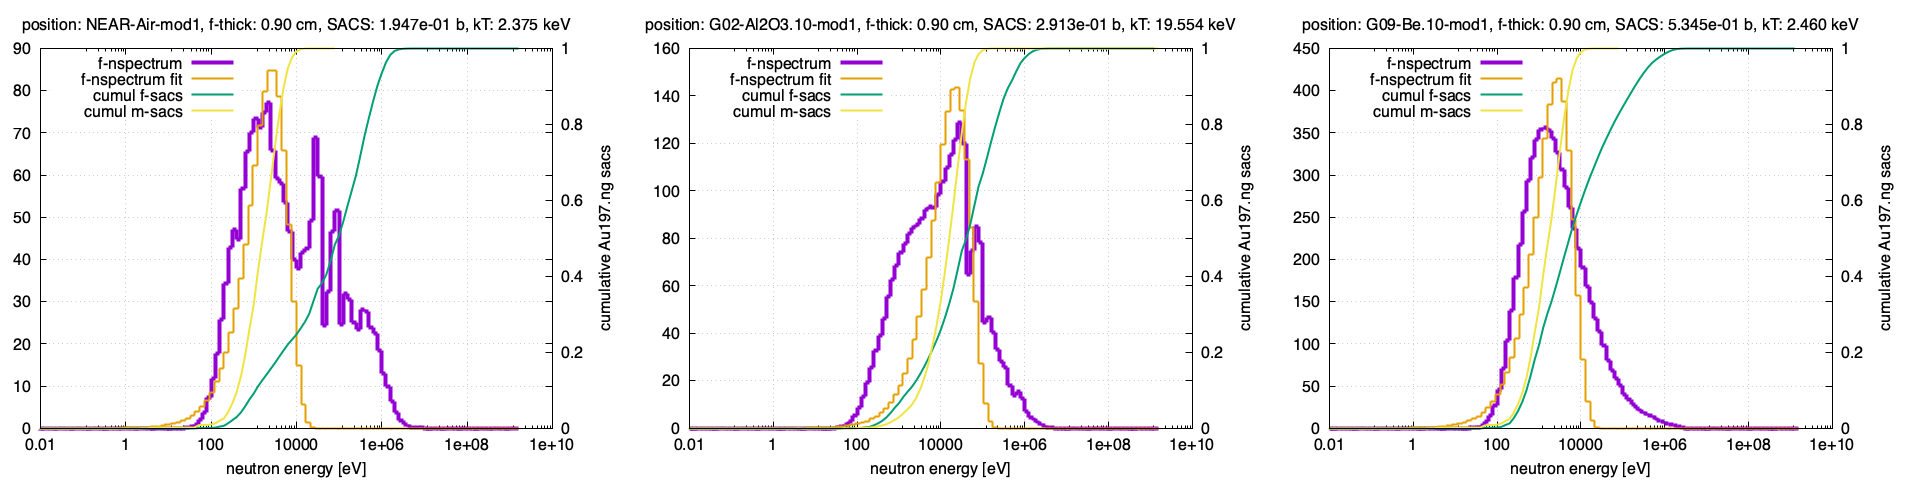 position: NEAR-Air-mod1, f-thick: 0.90 cm, SACS: 1.947e-01 b, kT: 2.375 keV
90
80
70
60
50
40
30
20
10
0
f-nspectrum
f-nspectrum fit
cumul f-sacs
cumul m-sacs
1
0.8
0.6
0.4
0.2
0
cumulative Au197.ng sacs
0.01 1 100 10000 1e+06 1e+08 1e+10
neutron energy [eV]
position: G02-Al2O3.10-mod1, f-thick: 0.90 cm, SACS: 2.913e-01 b, kT: 19.554 keV
160
140
120
100
80
60
40
20
0
f-nspectrum
f-nspectrum fit
cumul f-sacs
cumul m-sacs
1
0.8
0.6
0.4
0.2
0
cumulative Au197.ng sacs
0.01 1 100 10000 1e+06 1e+08 1e+10
neutron energy [eV]
position: G09-Be.10-mod1, f-thick: 0.90 cm, SACS: 5.345e-01 b, kT: 2.460 keV
450
400
350
300
250
200
150
100
50
0
f-nspectrum
f-nspectrum fit
cumul f-sacs
cumul m-sacs
1
0.8
0.6
0.4
0.2
0
cumulative Au197.ng sacs
0.01 1 100 10000 1e+06 1e+08 1e+10
neutron energy [eV]